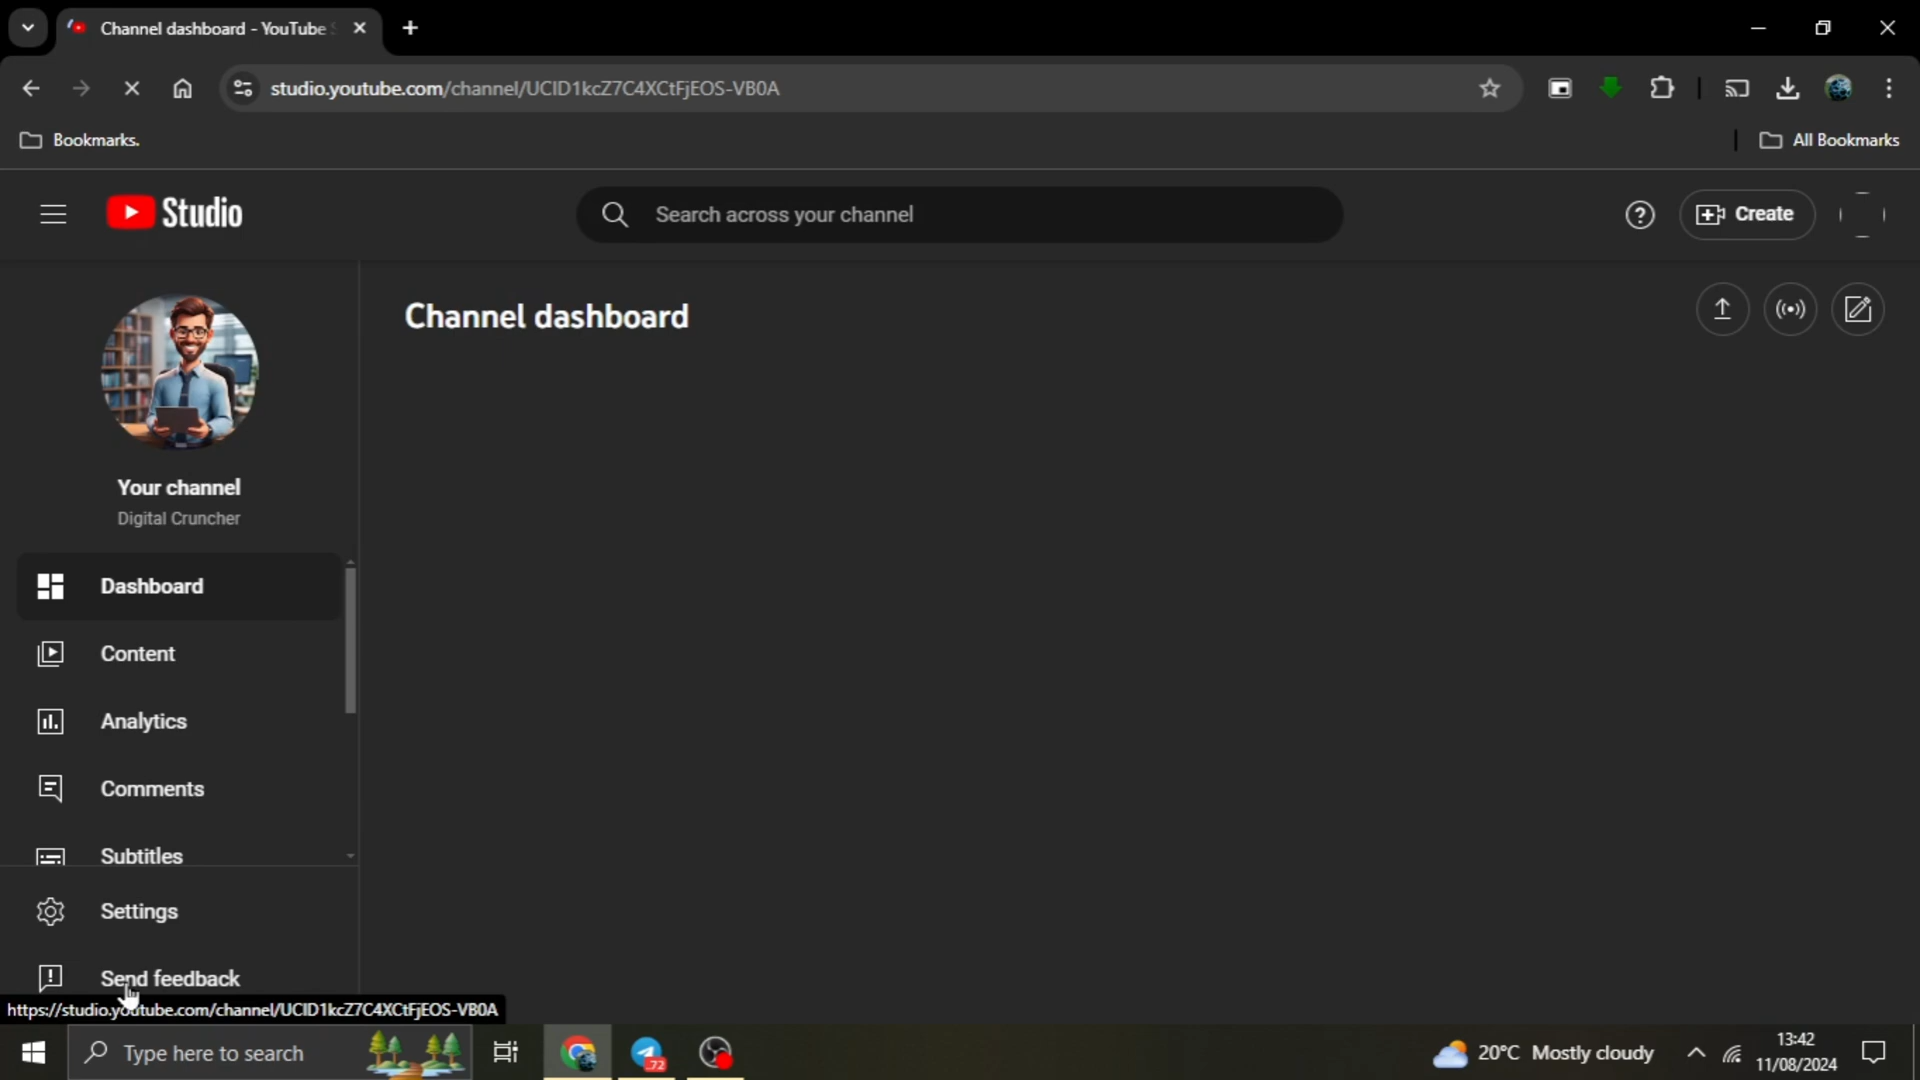 Channel dashboard - YouTube S
studio.youtube.com/channel/UCID1kcZ7C4XCtFjEOS-VB0A
Bookmarks.
All Bookmarks
Studio
Search across your channel
Create
Channel dashboard
Your channel
Digital Cruncher
Dashboard
Content
Analytics
Comments
Subtitles
Settings
Send feedback
https://studio.youtube.com/channel/UCID1kcZ7C4XCtFjEOS-VB0A
Type here to search
72
20°C Mostly cloudy
13:42
11/08/2024